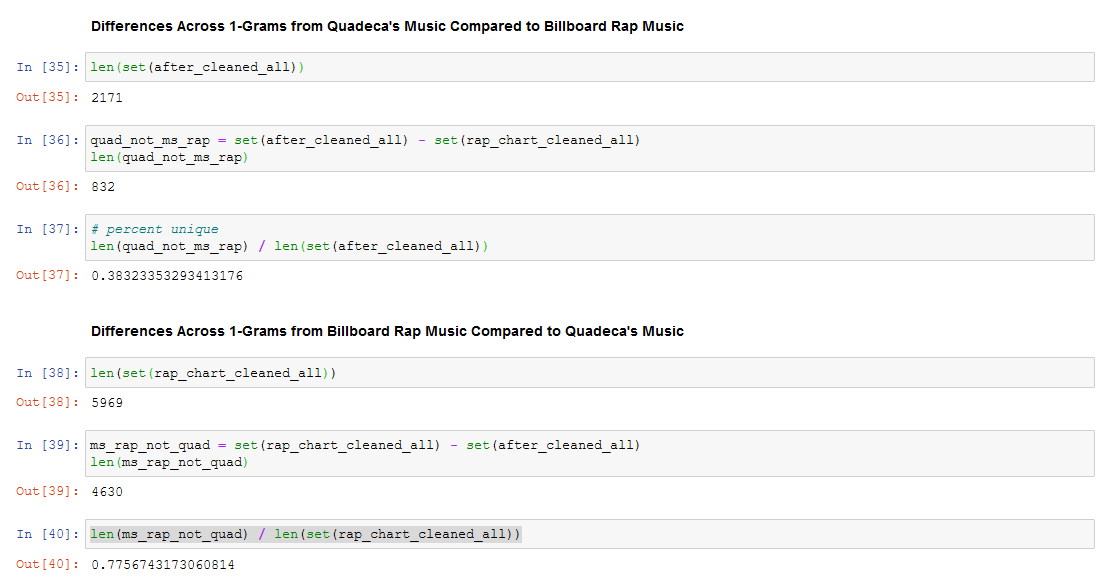 Differences Across 1-Grams from Quadeca's Music Compared to Billboard Rap Music
In [35]: len(set(after_cleaned_all))
Out[35]: 2171
In [36]: quad_not_ms_rap = set(after_cleaned_all) - set(rap_chart_cleaned_all)
len(quad_not_ms_rap)
Out[36]: 832
In [37]: # percent unique
len(quad_not_ms_rap) / len(set(after_cleaned_all))
Out[37]: 0.38323353293413176
Differences Across 1-Grams from Billboard Rap Music Compared to Quadeca's Music
In [38]: len(set(rap_chart_cleaned_all))
Out[38]: 5969
In [39]: ms_rap_not_quad = set(rap_chart_cleaned_all) - set(after_cleaned_all)
len(ms_rap_not_quad)
Out[39]: 4630
In [40]: len(ms_rap_not_quad) / len(set(rap_chart_cleaned_all))
Out[40]: 0.7756743173060814